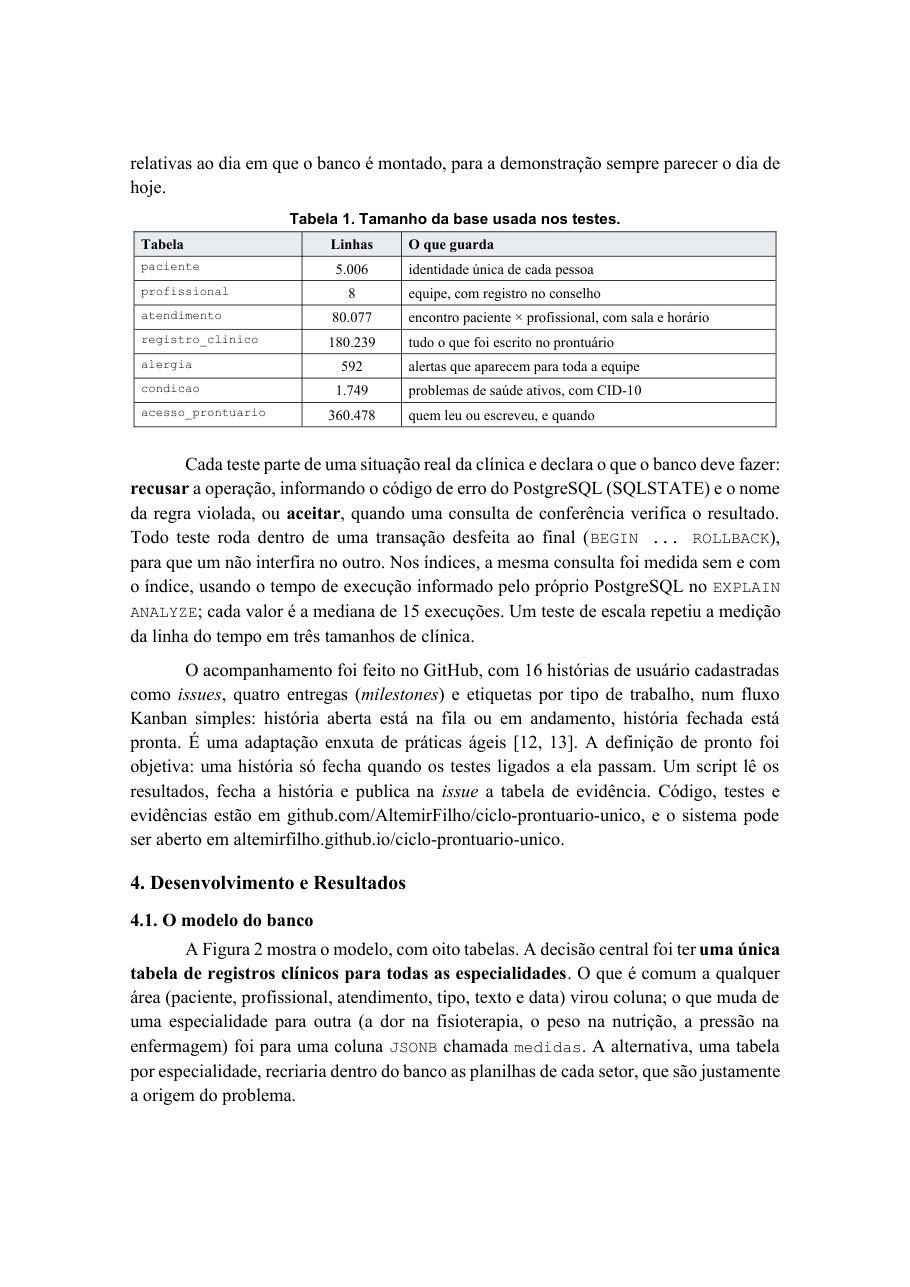 relativas ao dia em que o banco é montado, para a demonstração sempre parecer o dia de
hoje.
Tabela 1. Tamanho da base usada nos testes.
Tabela Linhas O que guarda
paciente 5.006 identidade única de cada pessoa
profissional 8 equipe, com registro no conselho
atendimento 80.077 encontro paciente × profissional, com sala e horário
registro_clinico 180.239 tudo o que foi escrito no prontuário
alergia 592 alertas que aparecem para toda a equipe
condicao 1.749 problemas de saúde ativos, com CID-10
acesso_prontuario 360.478 quem leu ou escreveu, e quando
Cada teste parte de uma situação real da clínica e declara o que o banco deve fazer:
recusar a operação, informando o código de erro do PostgreSQL (SQLSTATE) e o nome
da regra violada, ou aceitar, quando uma consulta de conferência verifica o resultado.
Todo teste roda dentro de uma transação desfeita ao final (BEGIN ... ROLLBACK),
para que um não interfira no outro. Nos índices, a mesma consulta foi medida sem e com
o índice, usando o tempo de execução informado pelo próprio PostgreSQL no EXPLAIN
ANALYZE; cada valor é a mediana de 15 execuções. Um teste de escala repetiu a medição
da linha do tempo em três tamanhos de clínica.
O acompanhamento foi feito no GitHub, com 16 histórias de usuário cadastradas
como issues, quatro entregas (milestones) e etiquetas por tipo de trabalho, num fluxo
Kanban simples: história aberta está na fila ou em andamento, história fechada está
pronta. É uma adaptação enxuta de práticas ágeis [12, 13]. A definição de pronto foi
objetiva: uma história só fecha quando os testes ligados a ela passam. Um script lê os
resultados, fecha a história e publica na issue a tabela de evidência. Código, testes e
evidências estão em github.com/AltemirFilho/ciclo-prontuario-unico, e o sistema pode
ser aberto em altemirfilho.github.io/ciclo-prontuario-unico.
4. Desenvolvimento e Resultados
4.1. O modelo do banco
A Figura 2 mostra o modelo, com oito tabelas. A decisão central foi ter uma única
tabela de registros clínicos para todas as especialidades. O que é comum a qualquer
área (paciente, profissional, atendimento, tipo, texto e data) virou coluna; o que muda de
uma especialidade para outra (a dor na fisioterapia, o peso na nutrição, a pressão na
enfermagem) foi para uma coluna JSONB chamada medidas. A alternativa, uma tabela
por especialidade, recriaria dentro do banco as planilhas de cada setor, que são justamente
a origem do problema.